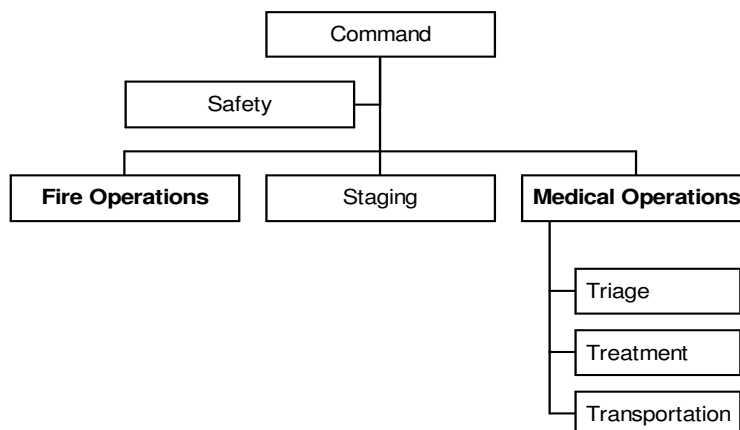 Command
Safety
Fire Operations
Staging
Medical Operations
Triage
Treatment
Transportation